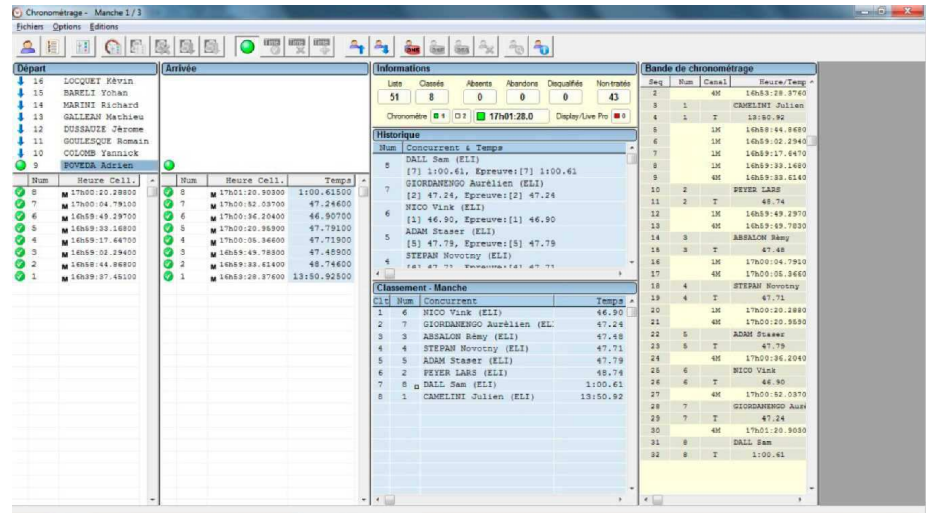 Chronométrage - Manche 1 / 3
Fichiers Options Editions
Départ
16 LOCQUET Kévin
15 BARELI Yohan
14 MARINI Richard
13 GALLEAN Mathieu
12 DUSSAUZE Jérome
11 GOULESQUE Romain
10 COLOMB Yannick
9 POVEDA Adrien
Num Heure Cell.
8 M 17h00:20.28800
7 M 17h00:04.79100
6 M 16h59:49.29700
5 M 16h59:33.16800
4 M 16h59:17.64700
3 M 16h59:02.29400
2 M 16h58:44.86800
1 M 16h39:37.45100
Arrivée
Num Heure Cell. Temps
8 M 17h01:20.90300 1:00.61500
7 M 17h00:52.03700 47.24600
6 M 17h00:36.20400 46.90700
5 M 17h00:20.95900 47.79100
4 M 17h00:05.36600 47.71900
3 M 16h59:49.78300 47.48900
2 M 16h59:33.61400 48.74600
1 M 16h53:28.37600 13:50.92500
Informations
Liste Classés Absents Abandons Disqualifiés Non-traités
51 8 0 0 0 43
Chronomètre 1 2 17h01:28.0 Display/Live Pro 0
Historique
Num Concurrent & Temps
DALL Sam (ELI)
[7] 1:00.61, Epreuve:[7] 1:00.61
7 GIORDANENGO Aurélien (ELI)
[2] 47.24, Epreuve:[2] 47.24
6 NICO Vink (ELI)
[1] 46.90, Epreuve:[1] 46.90
5 ADAM Staser (ELI)
[5] 47.79, Epreuve:[5] 47.79
4 STEPAN Novotny (ELI)
[4] 47.71, Epreuve:[4] 47.71
Classement - Manche
Clt Num Concurrent Temps
1 6 NICO Vink (ELI) 46.90
2 7 GIORDANENGO Aurélien (EL 47.24
3 3 ABSALON Rémy (ELI) 47.48
4 4 STEPAN Novotny (ELI) 47.71
5 5 ADAM Staser (ELI) 47.79
6 2 PEYER LARS (ELI) 48.74
7 8 DALL Sam (ELI) 1:00.61
8 1 CAMELINI Julien (ELI) 13:50.92
Bande de chronométrage
Seq Num Canal Heure/Temp
2 4M 16h53:28.3760
3 1 CAMELINI Julien
4 1 T 13:50.92
5 1M 16h58:44.8680
6 1M 16h59:02.2940
7 1M 16h59:17.6470
8 1M 16h59:33.1680
9 4M 16h59:33.6140
10 2 PEYER LARS
11 2 T 48.74
12 1M 16h59:49.2970
13 4M 16h59:49.7830
14 3 ABSALON Rémy
15 3 T 47.48
16 1M 17h00:04.7910
17 4M 17h00:05.3660
18 4 STEPAN Novotny
19 4 T 47.71
20 1M 17h00:20.2880
21 4M 17h00:20.9590
22 5 ADAM Staser
23 5 T 47.79
24 4M 17h00:36.2040
25 6 NICO Vink
26 6 T 46.90
27 4M 17h00:52.0370
28 7 GIORDANENGO Auré
29 7 T 47.24
30 4M 17h01:20.9030
31 8 DALL Sam
32 8 T 1:00.61